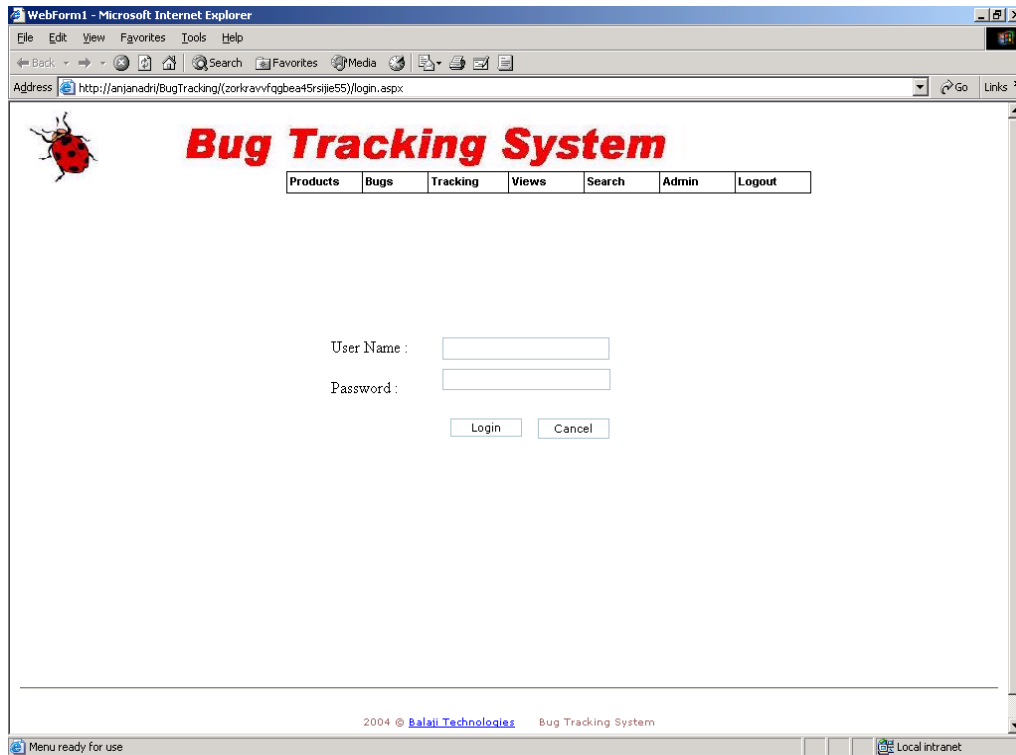 WebForm1 - Microsoft Internet Explorer
File Edit View Favorites Tools Help
Back Search Favorites Media
Address http://anjanadri/BugTracking/(zorkravvfqgbea45rsijie55)/login.aspx Go Links
Bug Tracking System
Products Bugs Tracking Views Search Admin Logout
User Name :
Password :
Login Cancel
2004 © Balaji Technologies Bug Tracking System
Menu ready for use Local intranet